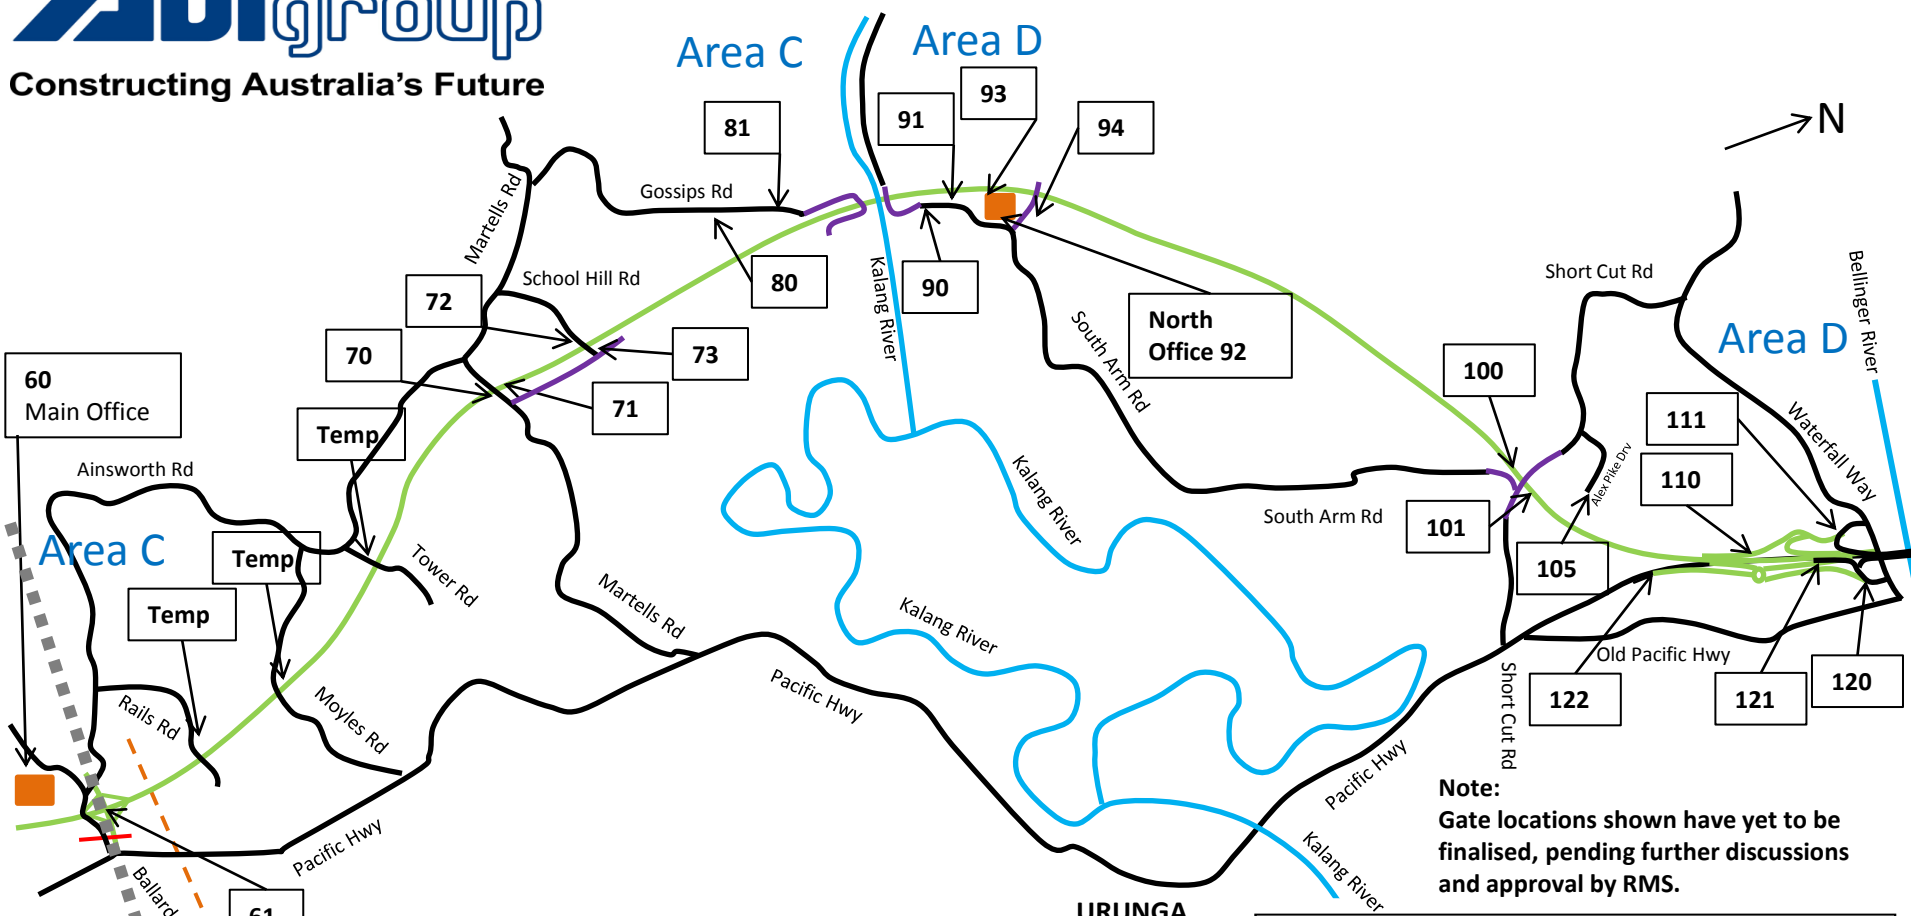 group
Constructing Australia's Future
Area C
Area D
93
91
81
94
N
Martells Rd
Gossips Rd
School Hill Rd
Kalang River
80
90
72
North
Office 92
South Arm Rd
Short Cut Rd
Area D
Bellinger River
70
73
71
100
60
Main Office
Temp
111
Waterfall Way
Ainsworth Rd
Kalang River
110
Alex Pike Drv
South Arm Rd
101
Area C
Temp
Tower Rd
105
Temp
Martells Rd
Kalang River
Rails Rd
Moyles Rd
Pacific Hwy
Old Pacific Hwy
122
121
120
Short Cut Rd
Pacific Hwy
Pacific Hwy
Note:
Gate locations shown have yet to be
finalised, pending further discussions
and approval by RMS.
Kalang River
Ballard
61
URUNGA